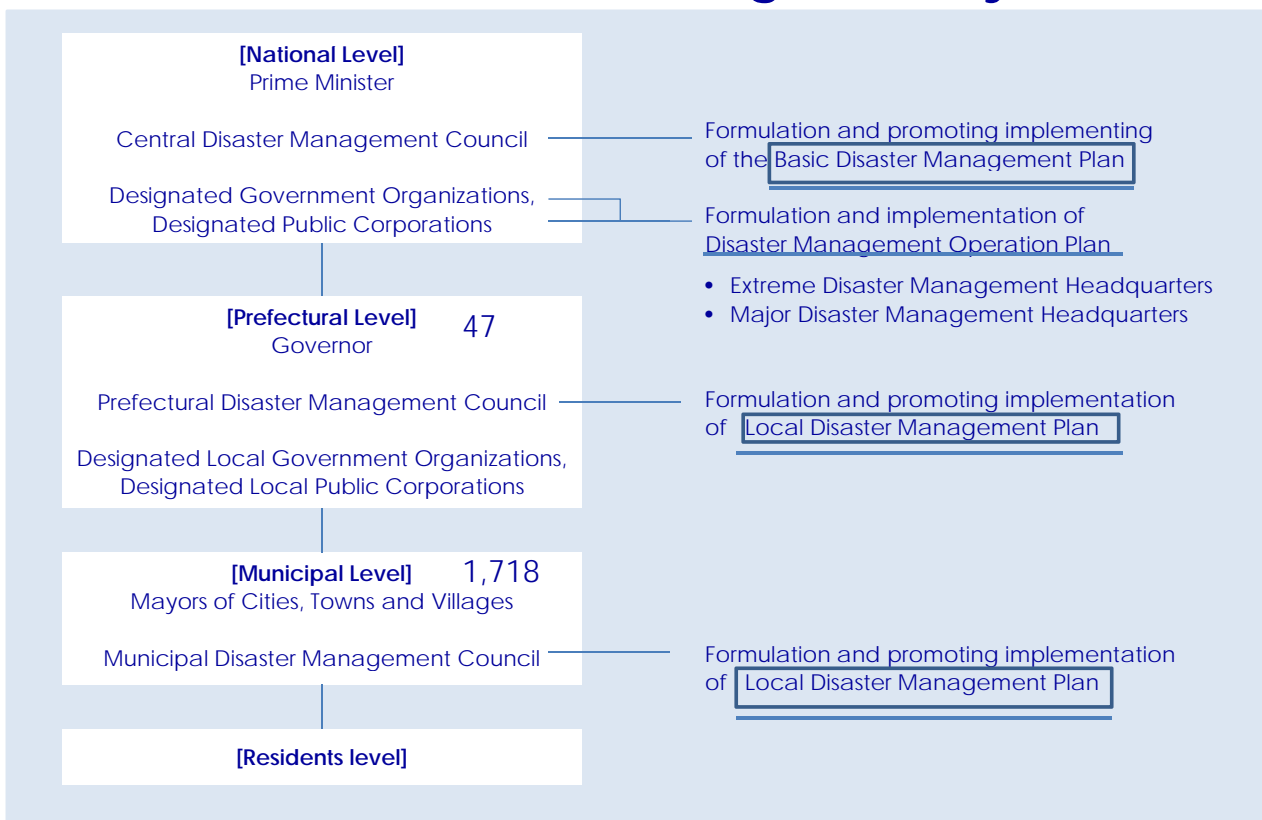 [National Level]
Prime Minister
Central Disaster Management Council
Designated Government Organizations,
Designated Public Corporations
Formulation and promoting implementing
of the Basic Disaster Management Plan
Formulation and implementation of
Disaster Management Operation Plan
• Extreme Disaster Management Headquarters
• Major Disaster Management Headquarters
[Prefectural Level] 47
Governor
Prefectural Disaster Management Council
Designated Local Government Organizations,
Designated Local Public Corporations
Formulation and promoting implementation
of Local Disaster Management Plan
[Municipal Level] 1,718
Mayors of Cities, Towns and Villages
Municipal Disaster Management Council
Formulation and promoting implementation
of Local Disaster Management Plan
[Residents level]